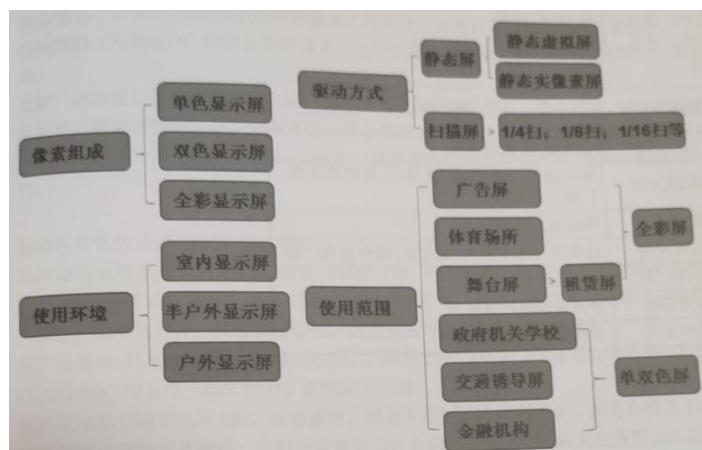 像素组成
单色显示屏
双色显示屏
全彩显示屏
使用环境
室内显示屏
半户外显示屏
户外显示屏
驱动方式
静态屏
静态虚拟屏
静态实像素屏
扫描屏
1/4扫；1/8扫；1/16扫等
使用范围
广告屏
体育场所
舞台屏
租赁屏
全彩屏
政府机关学校
交通诱导屏
金融机构
单双色屏